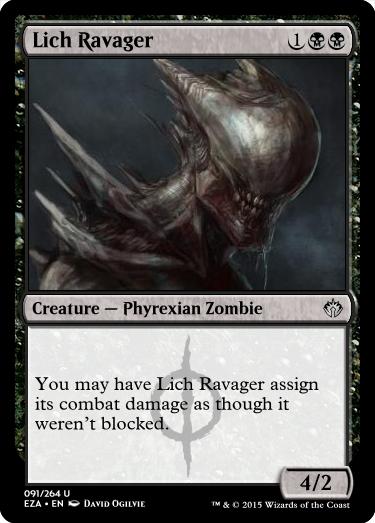 Lich Ravager 1
Creature — Phyrexian Zombie
You may have Lich Ravager assign
its combat damage as though it
weren't blocked.
4/2
091/264 U
EZA • EN DAVID OGILVIE
™ & © 2015 Wizards of the Coast